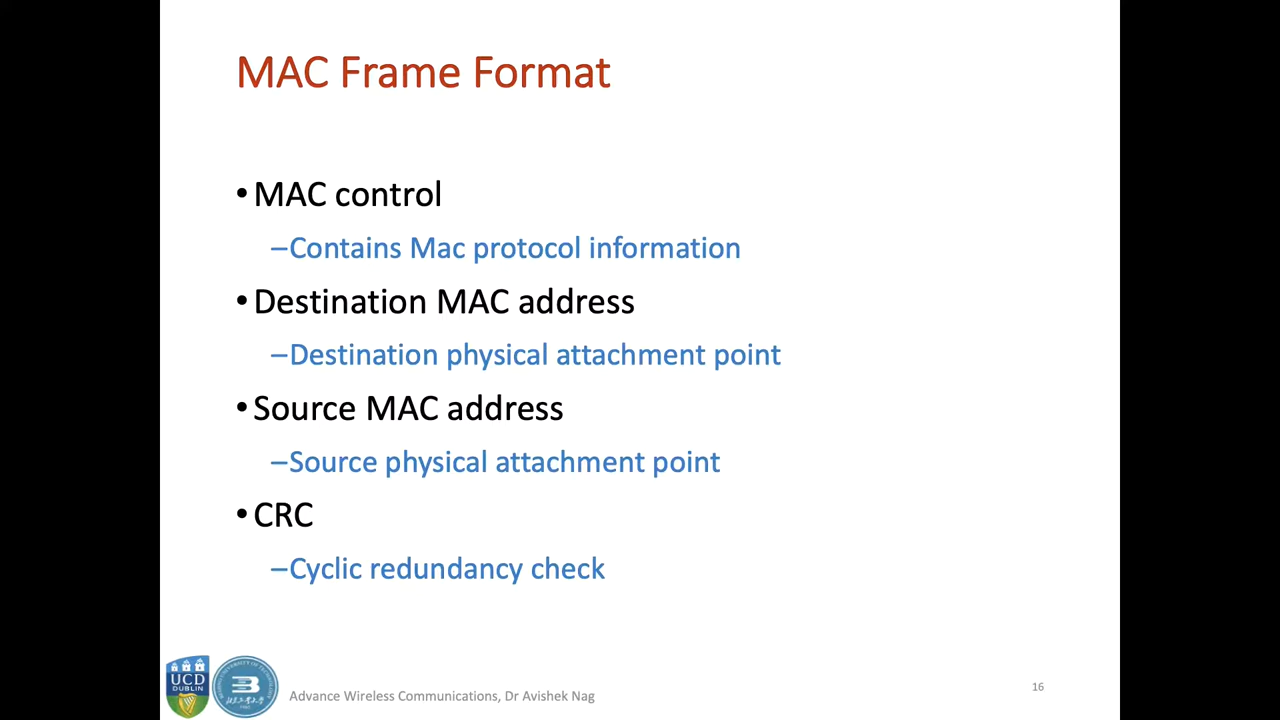 MAC Frame Format
•MAC control
–Contains Mac protocol information
•Destination MAC address
–Destination physical attachment point
•Source MAC address
–Source physical attachment point
•CRC
–Cyclic redundancy check
UCD
DUBLIN
Advance Wireless Communications, Dr Avishek Nag
16